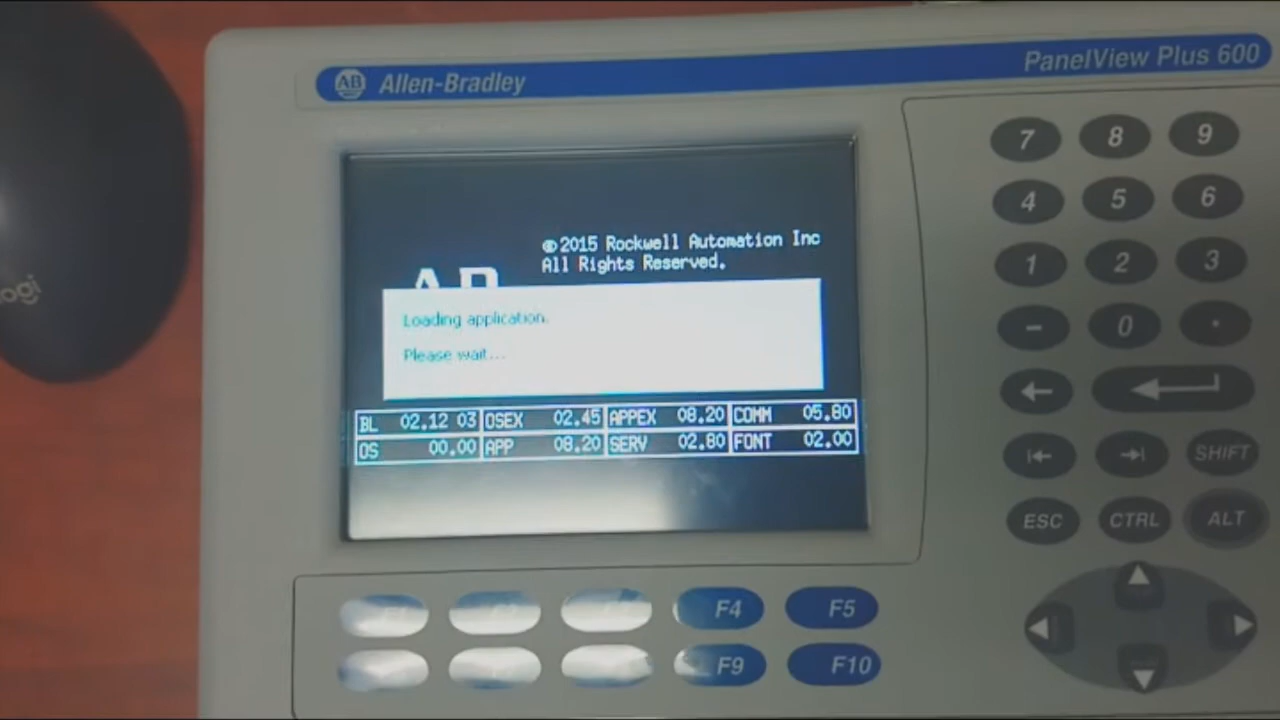 AB Allen-Bradley
PanelView Plus 600
©2015 Rockwell Automation Inc
All Rights Reserved.
Loading application.
Please wait...
BL 02.12 03 OSEX 02.45 APPEX 08.20 COMM 05.80
OS 00.00 APP 08.20 SERV 02.80 FONT 02.00
7 8 9
4 5 6
1 2 3
- 0 .
SHIFT
ESC CTRL ALT
F4 F5
F9 F10
ogi